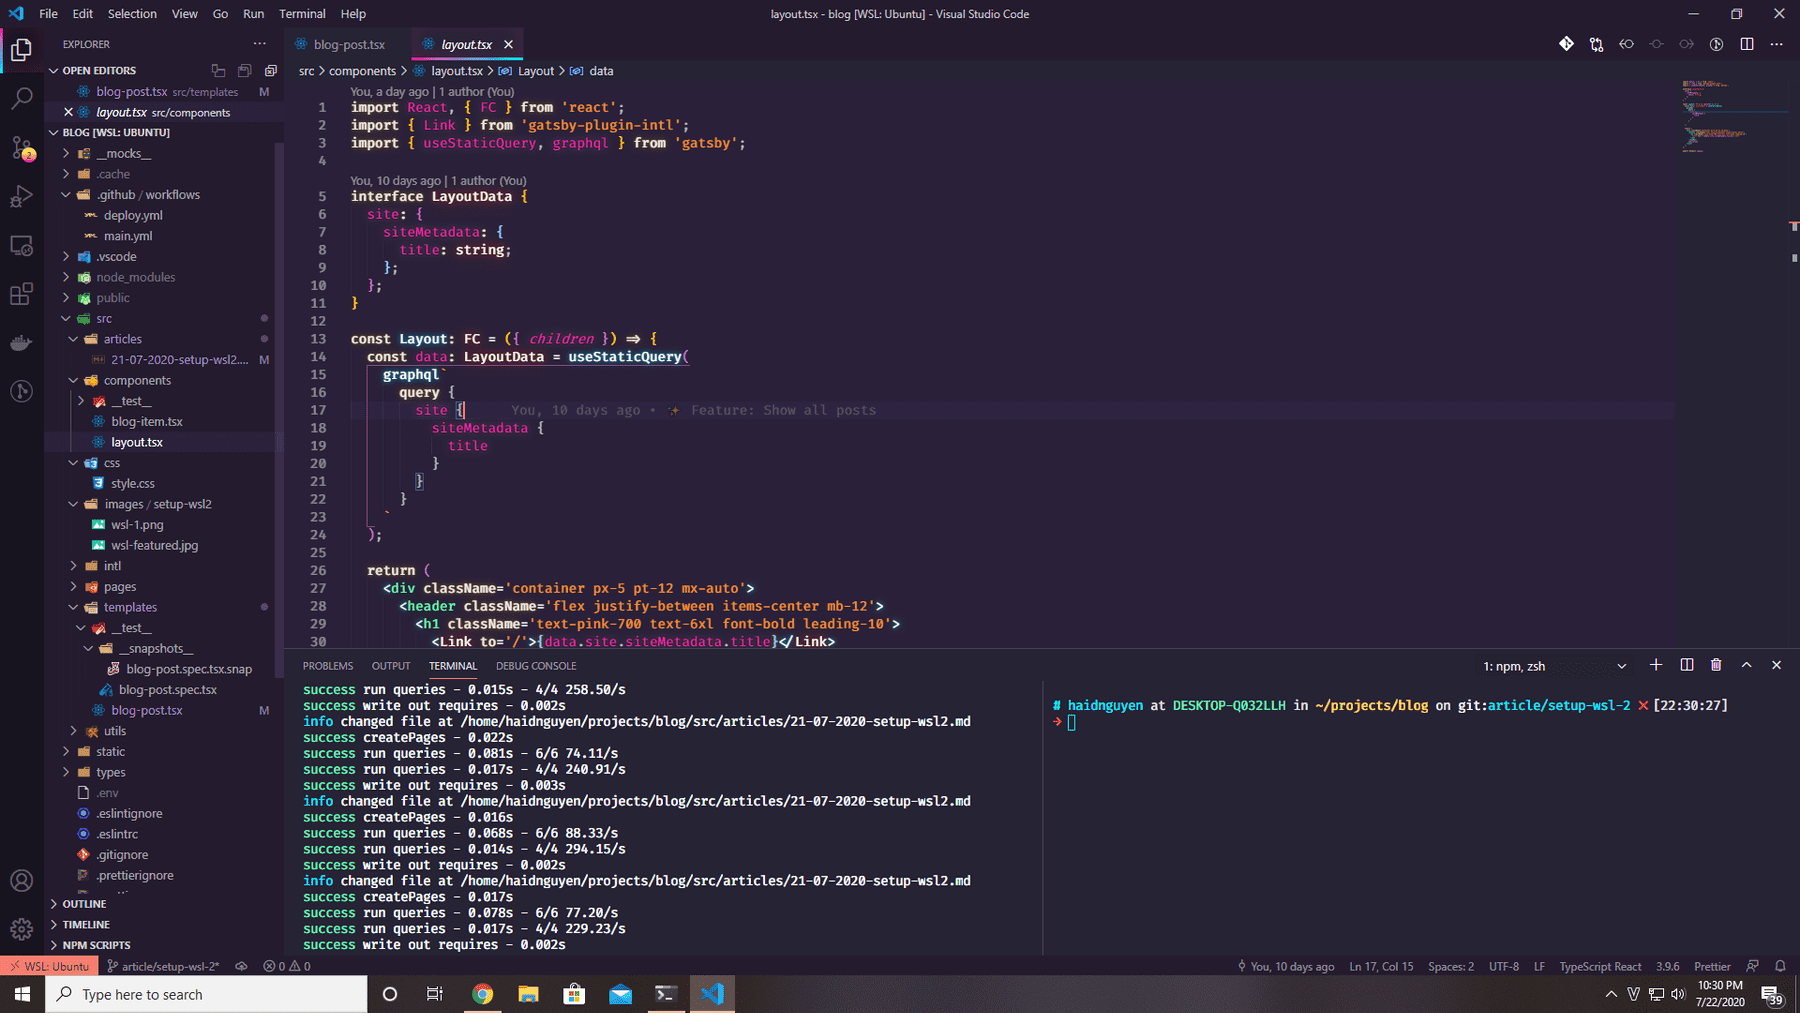 File Edit Selection View Go Run Terminal Help
layout.tsx - blog [WSL: Ubuntu] - Visual Studio Code
EXPLORER
OPEN EDITORS
blog-post.tsx src/templates M
layout.tsx src/components
BLOG [WSL: UBUNTU]
__mocks__
.cache
.github / workflows
deploy.yml
main.yml
.vscode
node_modules
public
src
articles
21-07-2020-setup-wsl2.... M
components
__test__
blog-item.tsx
layout.tsx
css
style.css
images / setup-wsl2
wsl-1.png
wsl-featured.jpg
intl
pages
templates
__test__
__snapshots__
blog-post.spec.tsx.snap
blog-post.spec.tsx
blog-post.tsx M
utils
static
types
.env
.eslintignore
.eslintrc
.gitignore
.prettierignore
OUTLINE
TIMELINE
NPM SCRIPTS
2
blog-post.tsx
layout.tsx
src > components > layout.tsx > Layout > data
You, a day ago | 1 author (You)
1 import React, { FC } from 'react';
2 import { Link } from 'gatsby-plugin-intl';
3 import { useStaticQuery, graphql } from 'gatsby';
4
You, 10 days ago | 1 author (You)
5 interface LayoutData {
6 site: {
7 siteMetadata: {
8 title: string;
9 };
10 };
11 }
12
13 const Layout: FC = ({ children }) => {
14 const data: LayoutData = useStaticQuery(
15 graphql`
16 query {
17 site { You, 10 days ago • ✨ Feature: Show all posts
18 siteMetadata {
19 title
20 }
21 }
22 }
23 `
24 );
25
26 return (
27 <div className='container px-5 pt-12 mx-auto'>
28 <header className='flex justify-between items-center mb-12'>
29 <h1 className='text-pink-700 text-6xl font-bold leading-10'>
30 <Link to='/'>{data.site.siteMetadata.title}</Link>
PROBLEMS OUTPUT TERMINAL DEBUG CONSOLE
1: npm, zsh
success run queries - 0.015s - 4/4 258.50/s
success write out requires - 0.002s
info changed file at /home/haidnguyen/projects/blog/src/articles/21-07-2020-setup-wsl2.md
success createPages - 0.022s
success run queries - 0.081s - 6/6 74.11/s
success run queries - 0.017s - 4/4 240.91/s
success write out requires - 0.003s
info changed file at /home/haidnguyen/projects/blog/src/articles/21-07-2020-setup-wsl2.md
success createPages - 0.016s
success run queries - 0.068s - 6/6 88.33/s
success run queries - 0.014s - 4/4 294.15/s
success write out requires - 0.002s
info changed file at /home/haidnguyen/projects/blog/src/articles/21-07-2020-setup-wsl2.md
success createPages - 0.017s
success run queries - 0.078s - 6/6 77.20/s
success run queries - 0.017s - 4/4 229.23/s
success write out requires - 0.002s
# haidnguyen at DESKTOP-Q032LLH in ~/projects/blog on git:article/setup-wsl-2 × [22:30:27]
→
WSL: Ubuntu article/setup-wsl-2* 0 0
You, 10 days ago Ln 17, Col 15 Spaces: 2 UTF-8 LF TypeScript React 3.9.6 Prettier
Type here to search
V
10:30 PM
7/22/2020
39